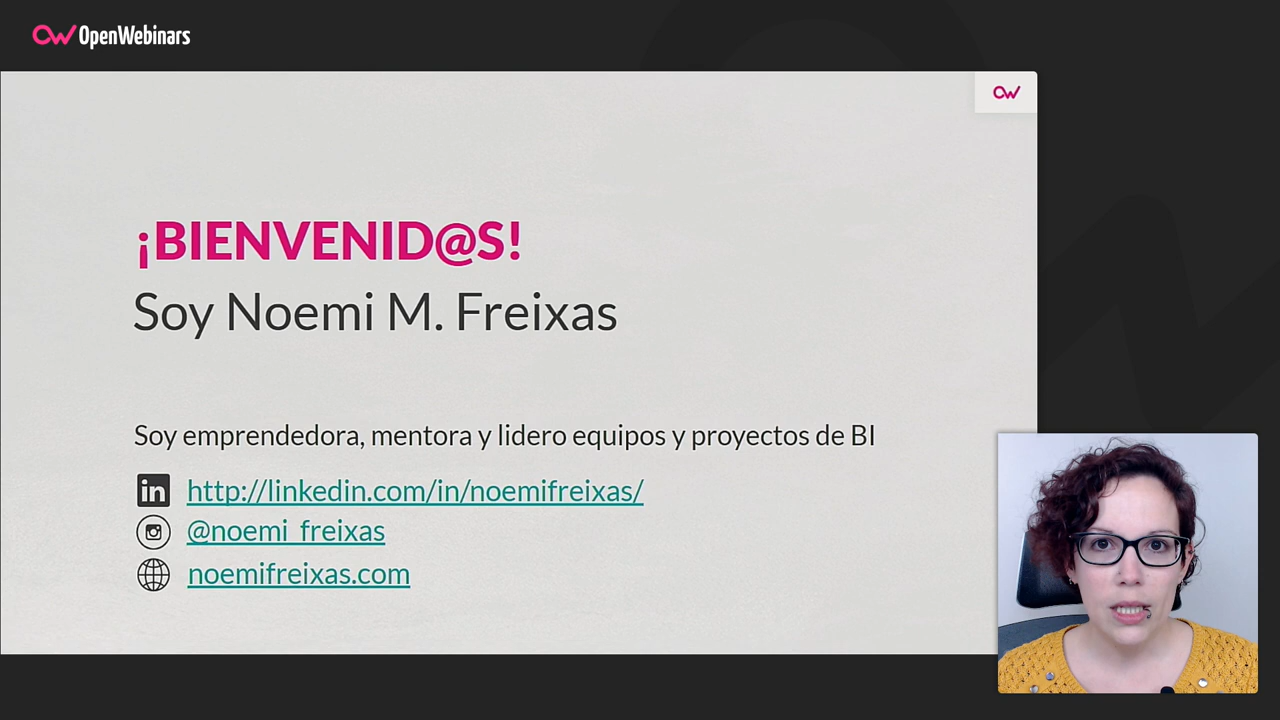 OpenWebinars
¡BIENVENID@S!
Soy Noemi M. Freixas
Soy emprendedora, mentora y lidero equipos y proyectos de BI
in
http://linkedin.com/in/noemifreixas/
@noemi_freixas
noemifreixas.com